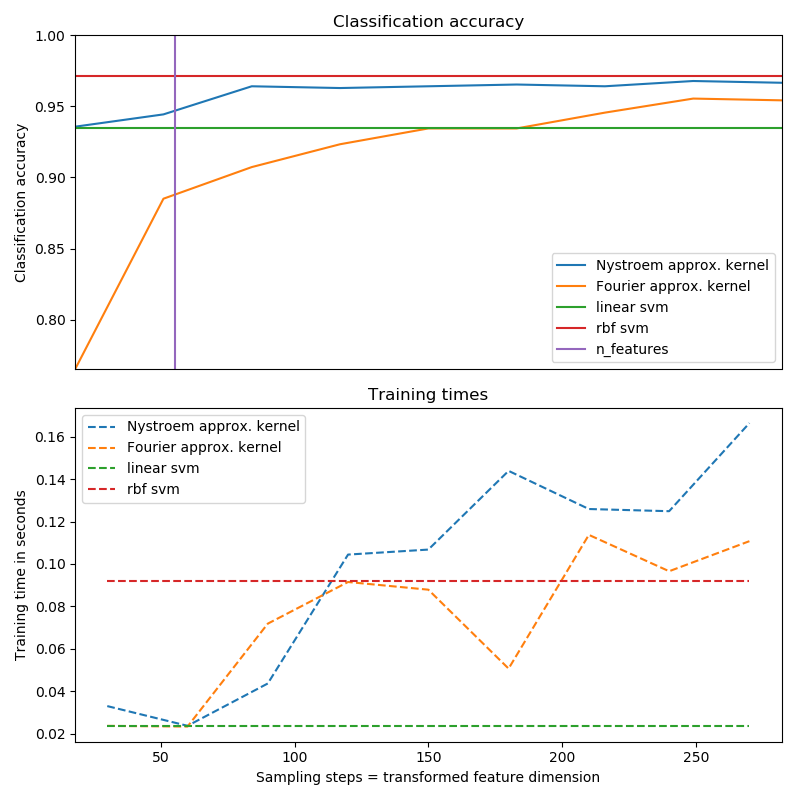 Classification accuracy
1.00
0.95
0.90
0.85
0.80
Classification accuracy
Nystroem approx. kernel
Fourier approx. kernel
linear svm
rbf svm
n_features
Training times
0.16
0.14
0.12
0.10
0.08
0.06
0.04
0.02
Training time in seconds
Nystroem approx. kernel
Fourier approx. kernel
linear svm
rbf svm
50 100 150 200 250
Sampling steps = transformed feature dimension